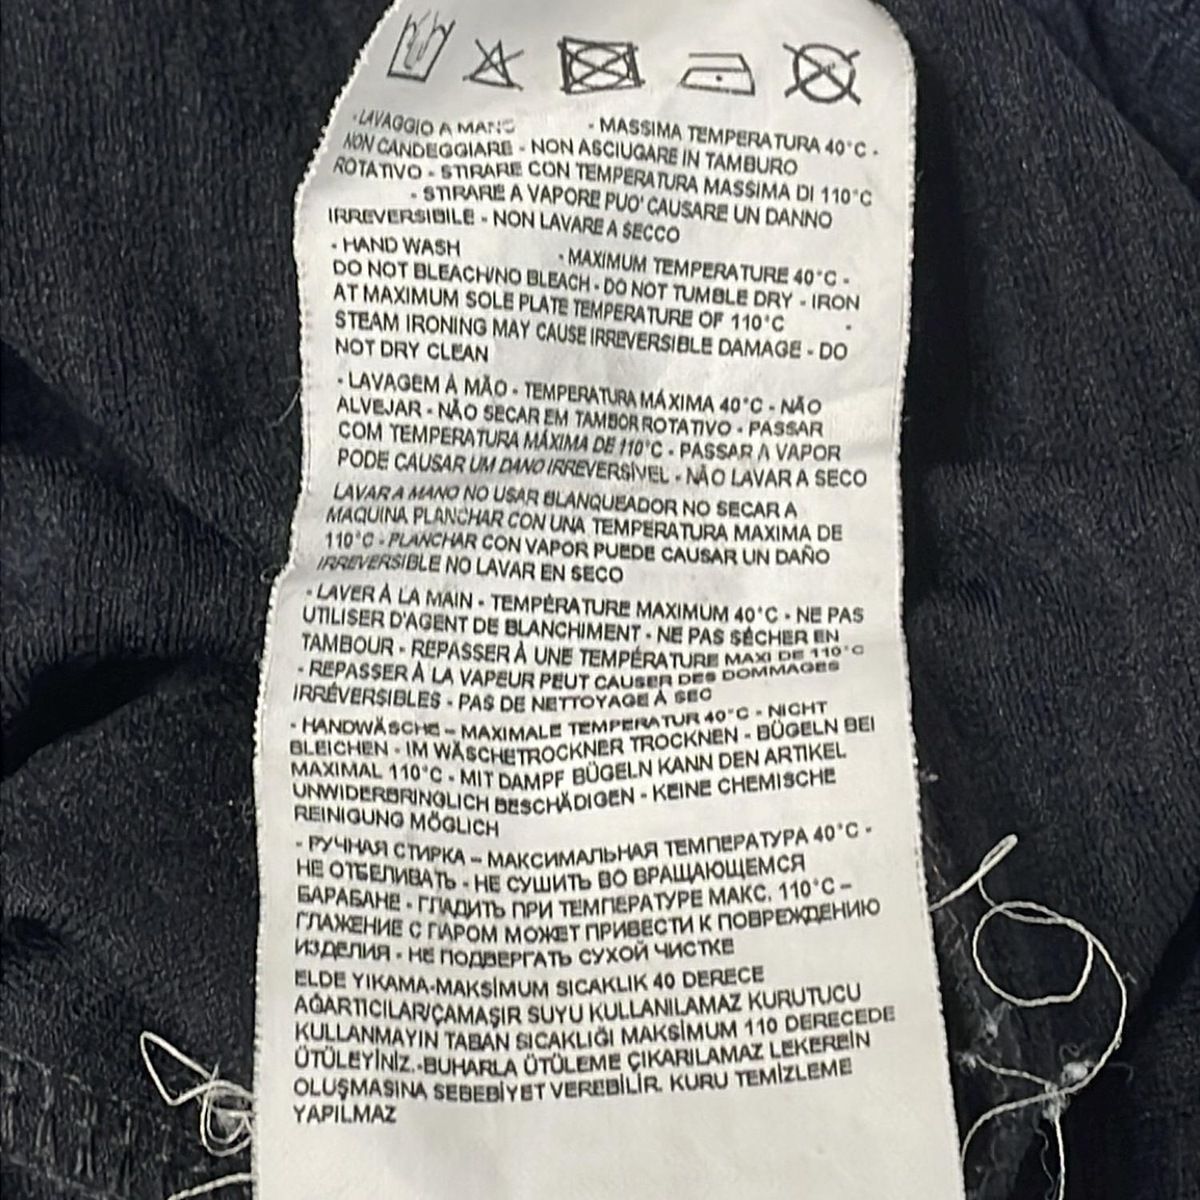 - LAVAGGIO A MANO - MASSIMA TEMPERATURA 40°C -
NON CANDEGGIARE - NON ASCIUGARE IN TAMBURO
ROTATIVO - STIRARE CON TEMPERATURA MASSIMA DI 110°C
- STIRARE A VAPORE PUO' CAUSARE UN DANNO
IRREVERSIBILE - NON LAVARE A SECCO
- HAND WASH - MAXIMUM TEMPERATURE 40°C -
DO NOT BLEACH/NO BLEACH - DO NOT TUMBLE DRY - IRON
AT MAXIMUM SOLE PLATE TEMPERATURE OF 110°C -
STEAM IRONING MAY CAUSE IRREVERSIBLE DAMAGE - DO
NOT DRY CLEAN
- LAVAGEM À MÃO - TEMPERATURA MÁXIMA 40°C - NÃO
ALVEJAR - NÃO SECAR EM TAMBOR ROTATIVO - PASSAR
COM TEMPERATURA MÁXIMA DE 110°C - PASSAR A VAPOR
PODE CAUSAR UM DANO IRREVERSÍVEL - NÃO LAVAR A SECO
LAVAR A MANO NO USAR BLANQUEADOR NO SECAR A
MAQUINA PLANCHAR CON UNA TEMPERATURA MAXIMA DE
110°C - PLANCHAR CON VAPOR PUEDE CAUSAR UN DAÑO
IRREVERSIBLE NO LAVAR EN SECO
- LAVER À LA MAIN - TEMPÉRATURE MAXIMUM 40°C - NE PAS
UTILISER D'AGENT DE BLANCHIMENT - NE PAS SÉCHER EN
TAMBOUR - REPASSER À UNE TEMPÉRATURE MAXI DE 110°C
- REPASSER À LA VAPEUR PEUT CAUSER DES DOMMAGES
IRRÉVERSIBLES - PAS DE NETTOYAGE À SEC
- HANDWÄSCHE – MAXIMALE TEMPERATUR 40°C - NICHT
BLEICHEN - IM WÄSCHETROCKNER TROCKNEN - BÜGELN BEI
MAXIMAL 110°C - MIT DAMPF BÜGELN KANN DEN ARTIKEL
UNWIDERBRINGLICH BESCHÄDIGEN - KEINE CHEMISCHE
REINIGUNG MÖGLICH
- РУЧНАЯ СТИРКА – МАКСИМАЛЬНАЯ ТЕМПЕРАТУРА 40°C -
НЕ ОТБЕЛИВАТЬ - НЕ СУШИТЬ ВО ВРАЩАЮЩЕМСЯ
БАРАБАНЕ - ГЛАДИТЬ ПРИ ТЕМПЕРАТУРЕ МАКС. 110°C –
ГЛАЖЕНИЕ С ПАРОМ МОЖЕТ ПРИВЕСТИ К ПОВРЕЖДЕНИЮ
ИЗДЕЛИЯ - НЕ ПОДВЕРГАТЬ СУХОЙ ЧИСТКЕ
ELDE YIKAMA-MAKSİMUM SICAKLIK 40 DERECE
AĞARTICILAR/ÇAMAŞIR SUYU KULLANILAMAZ KURUTUCU
KULLANMAYIN TABAN SICAKLIĞI MAKSİMUM 110 DERECEDE
ÜTÜLEYİNİZ.-BUHARLA ÜTÜLEME ÇIKARILAMAZ LEKEREİN
OLUŞMASINA SEBEBİYET VEREBİLİR. KURU TEMİZLEME
YAPILMAZ